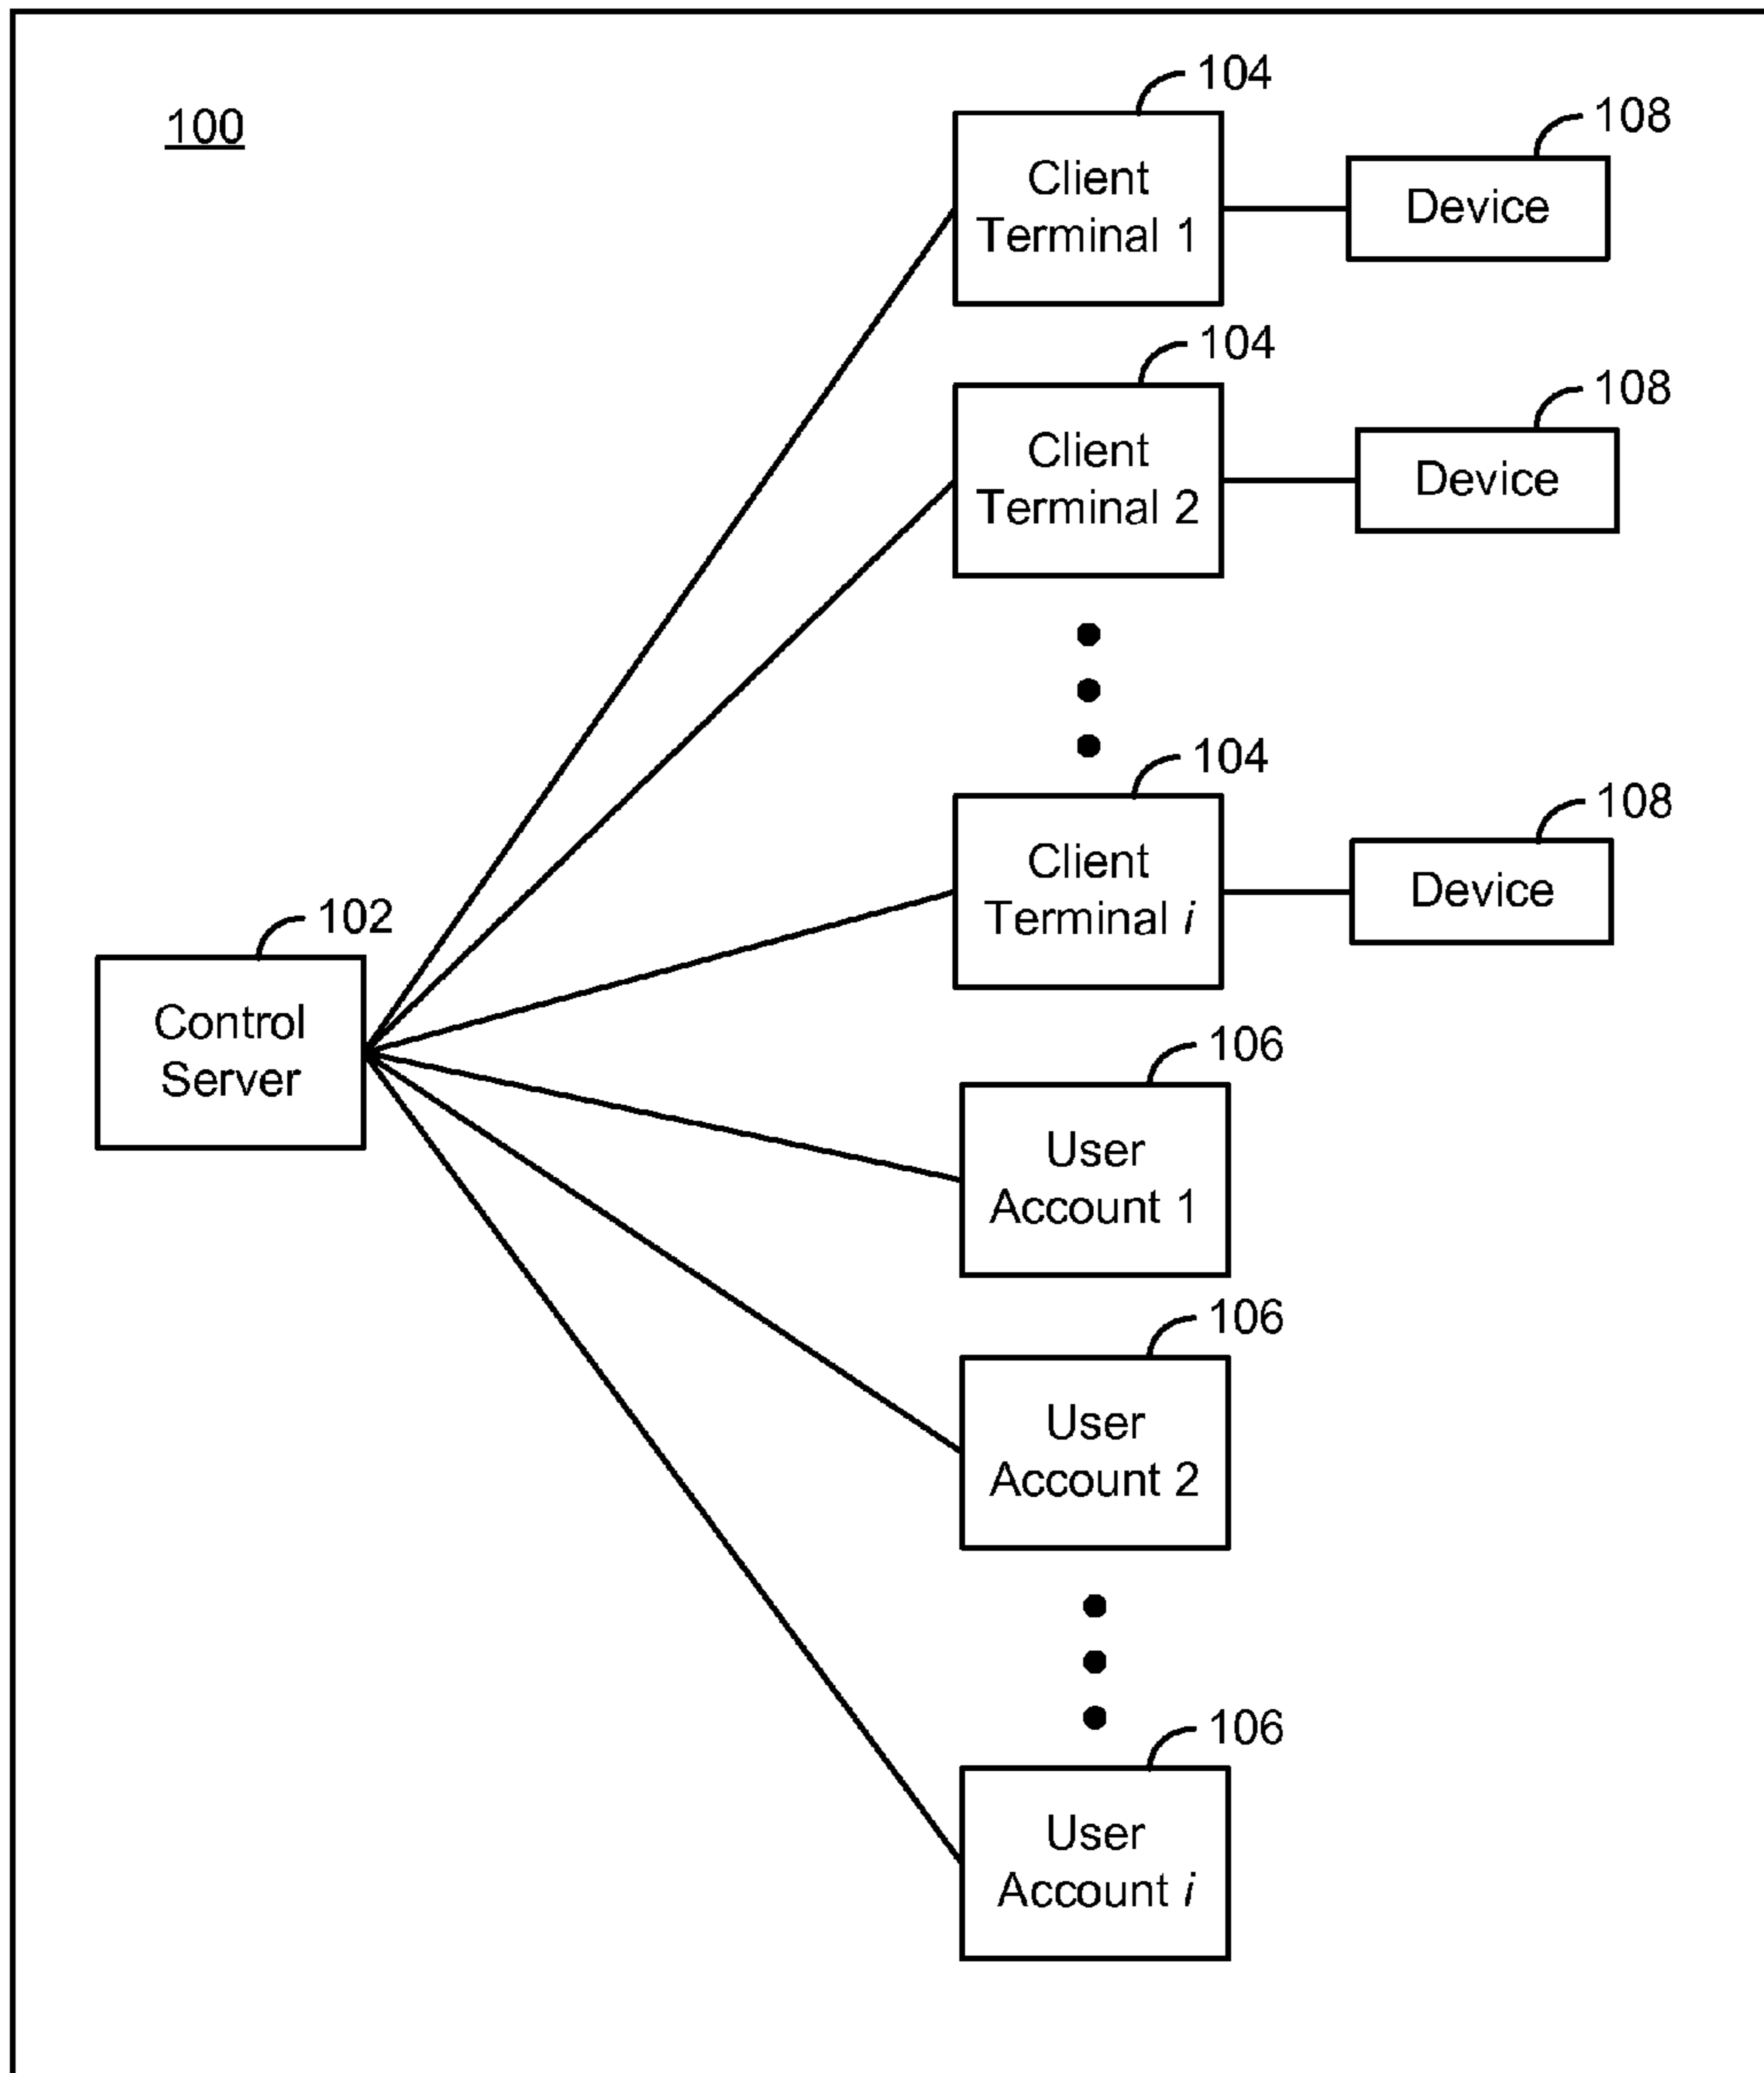 100
104
Client
Terminal 1
108
Device
104
Client
Terminal 2
108
Device
104
Client
Terminal i
108
Device
102
Control
Server
106
User
Account 1
106
User
Account 2
106
User
Account i